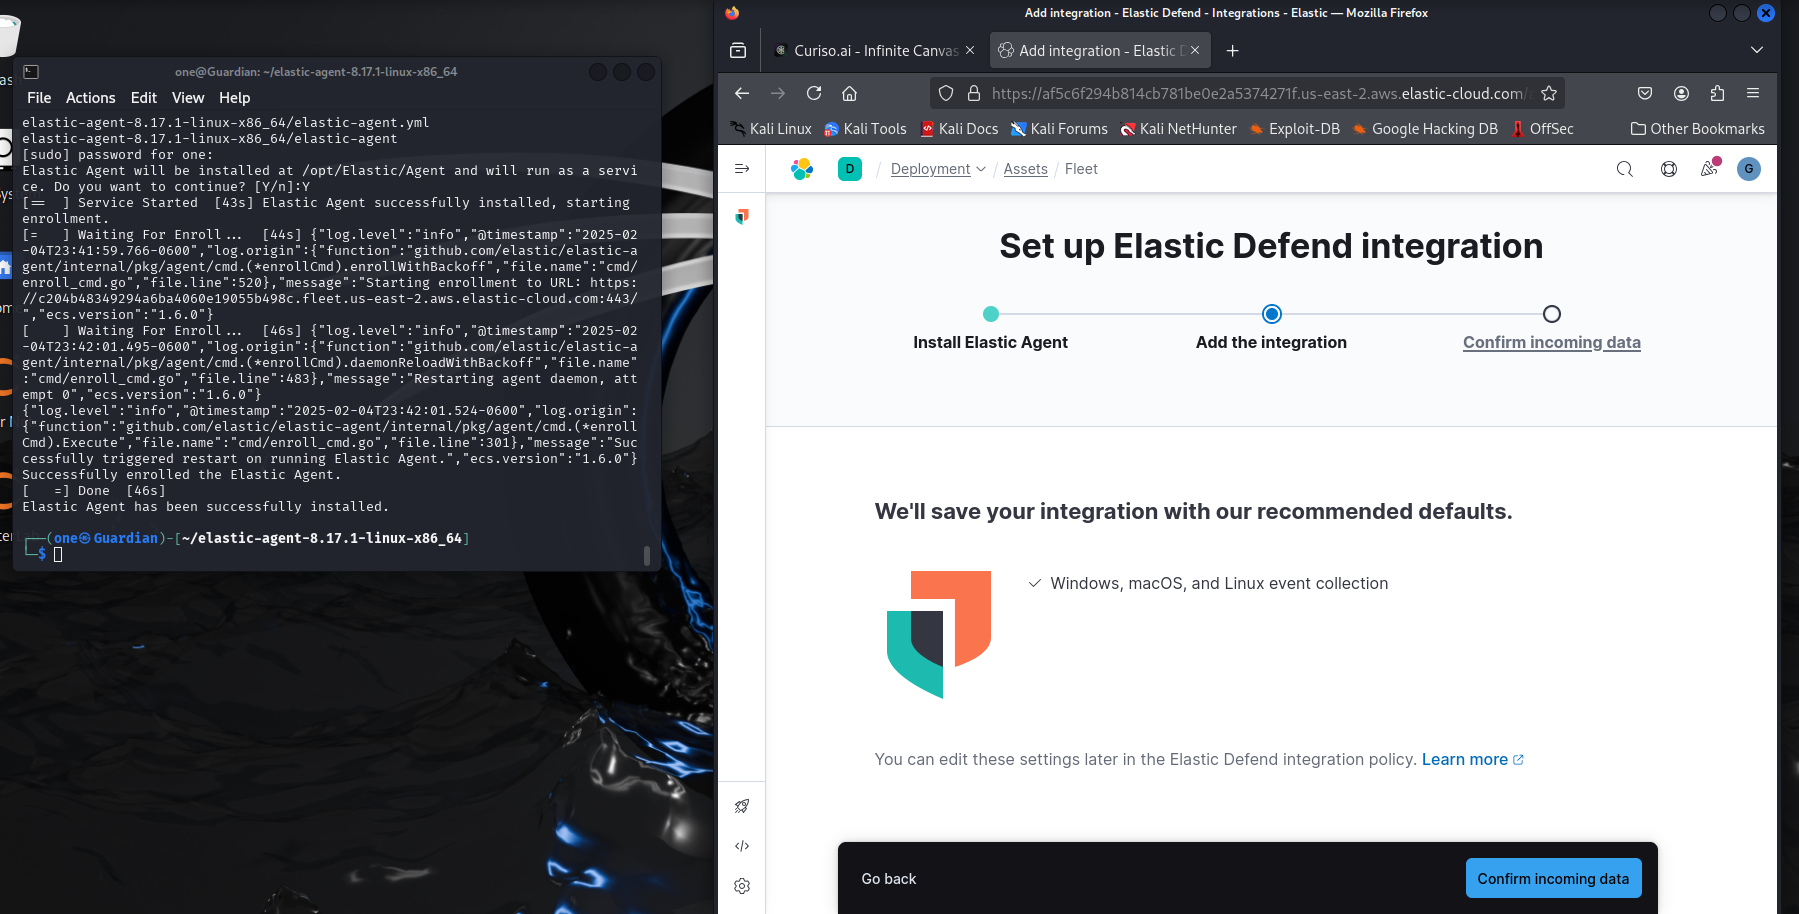 one@Guardian: ~/elastic-agent-8.17.1-linux-x86_64
File Actions Edit View Help
elastic-agent-8.17.1-linux-x86_64/elastic-agent.yml
elastic-agent-8.17.1-linux-x86_64/elastic-agent
[sudo] password for one:
Elastic Agent will be installed at /opt/Elastic/Agent and will run as a servi
ce. Do you want to continue? [Y/n]:Y
[==  ] Service Started  [43s] Elastic Agent successfully installed, starting
enrollment.
[=   ] Waiting For Enroll...  [44s] {"log.level":"info","@timestamp":"2025-02
-04T23:41:59.766-0600","log.origin":{"function":"github.com/elastic/elastic-a
gent/internal/pkg/agent/cmd.(*enrollCmd).enrollWithBackoff","file.name":"cmd/
enroll_cmd.go","file.line":520},"message":"Starting enrollment to URL: https:
//c204b48349294a6ba4060e19055b498c.fleet.us-east-2.aws.elastic-cloud.com:443/
","ecs.version":"1.6.0"}
[    ] Waiting For Enroll...  [46s] {"log.level":"info","@timestamp":"2025-02
-04T23:42:01.495-0600","log.origin":{"function":"github.com/elastic/elastic-a
gent/internal/pkg/agent/cmd.(*enrollCmd).daemonReloadWithBackoff","file.name"
:"cmd/enroll_cmd.go","file.line":483},"message":"Restarting agent daemon, att
empt 0","ecs.version":"1.6.0"}
{"log.level":"info","@timestamp":"2025-02-04T23:42:01.524-0600","log.origin":
{"function":"github.com/elastic/elastic-agent/internal/pkg/agent/cmd.(*enroll
Cmd).Execute","file.name":"cmd/enroll_cmd.go","file.line":301},"message":"Suc
cessfully triggered restart on running Elastic Agent.","ecs.version":"1.6.0"}
Successfully enrolled the Elastic Agent.
[   =] Done  [46s]
Elastic Agent has been successfully installed.
(one㉿Guardian)-[~/elastic-agent-8.17.1-linux-x86_64]
$
Add integration - Elastic Defend - Integrations - Elastic — Mozilla Firefox
Curiso.ai - Infinite Canvas
Add integration - Elastic D
https://af5c6f294b814cb781be0e2a5374271f.us-east-2.aws.elastic-cloud.com/
Kali Linux Kali Tools Kali Docs Kali Forums Kali NetHunter Exploit-DB Google Hacking DB OffSec Other Bookmarks
D / Deployment / Assets / Fleet G
Set up Elastic Defend integration
Install Elastic Agent Add the integration Confirm incoming data
We'll save your integration with our recommended defaults.
Windows, macOS, and Linux event collection
You can edit these settings later in the Elastic Defend integration policy. Learn more
Go back Confirm incoming data